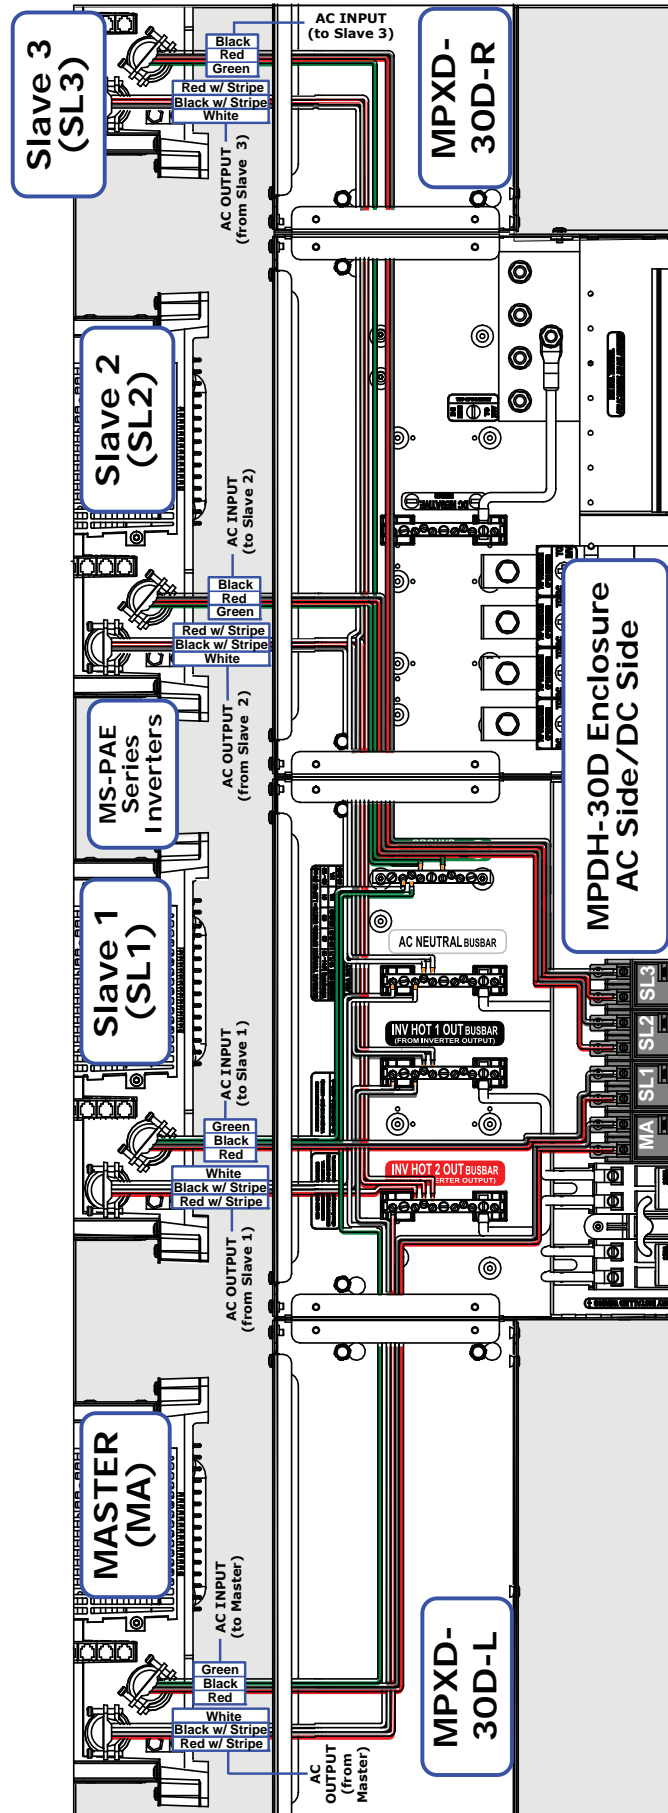 AC INPUT
(to Slave 3)
Black
Red
Green
Red w/ Stripe
Black w/ Stripe
White
AC OUTPUT
(from Slave 3)
Slave 3
(SL3)
MPXD-
30D-R
Slave 2
(SL2)
AC INPUT
(to Slave 2)
Black
Red
Green
Red w/ Stripe
Black w/ Stripe
White
AC OUTPUT
(from Slave 2)
DC NEGATIVE
MS-PAE
Series
Inverters
MPDH-30D Enclosure
AC Side/DC Side
GROUND
AC NEUTRAL BUSBAR
INV HOT 1 OUT BUSBAR
(FROM INVERTER OUTPUT)
INV HOT 2 OUT BUSBAR
ERTER OUTPUT)
SL3
SL2
SL1
MA
Slave 1
(SL1)
AC INPUT
(to Slave 1)
Green
Black
Red
White
Black w/ Stripe
Red w/ Stripe
AC OUTPUT
(from Slave 1)
MASTER
(MA)
AC INPUT
(to Master)
Green
Black
Red
White
Black w/ Stripe
Red w/ Stripe
AC
OUTPUT
(from
Master)
MPXD-
30D-L